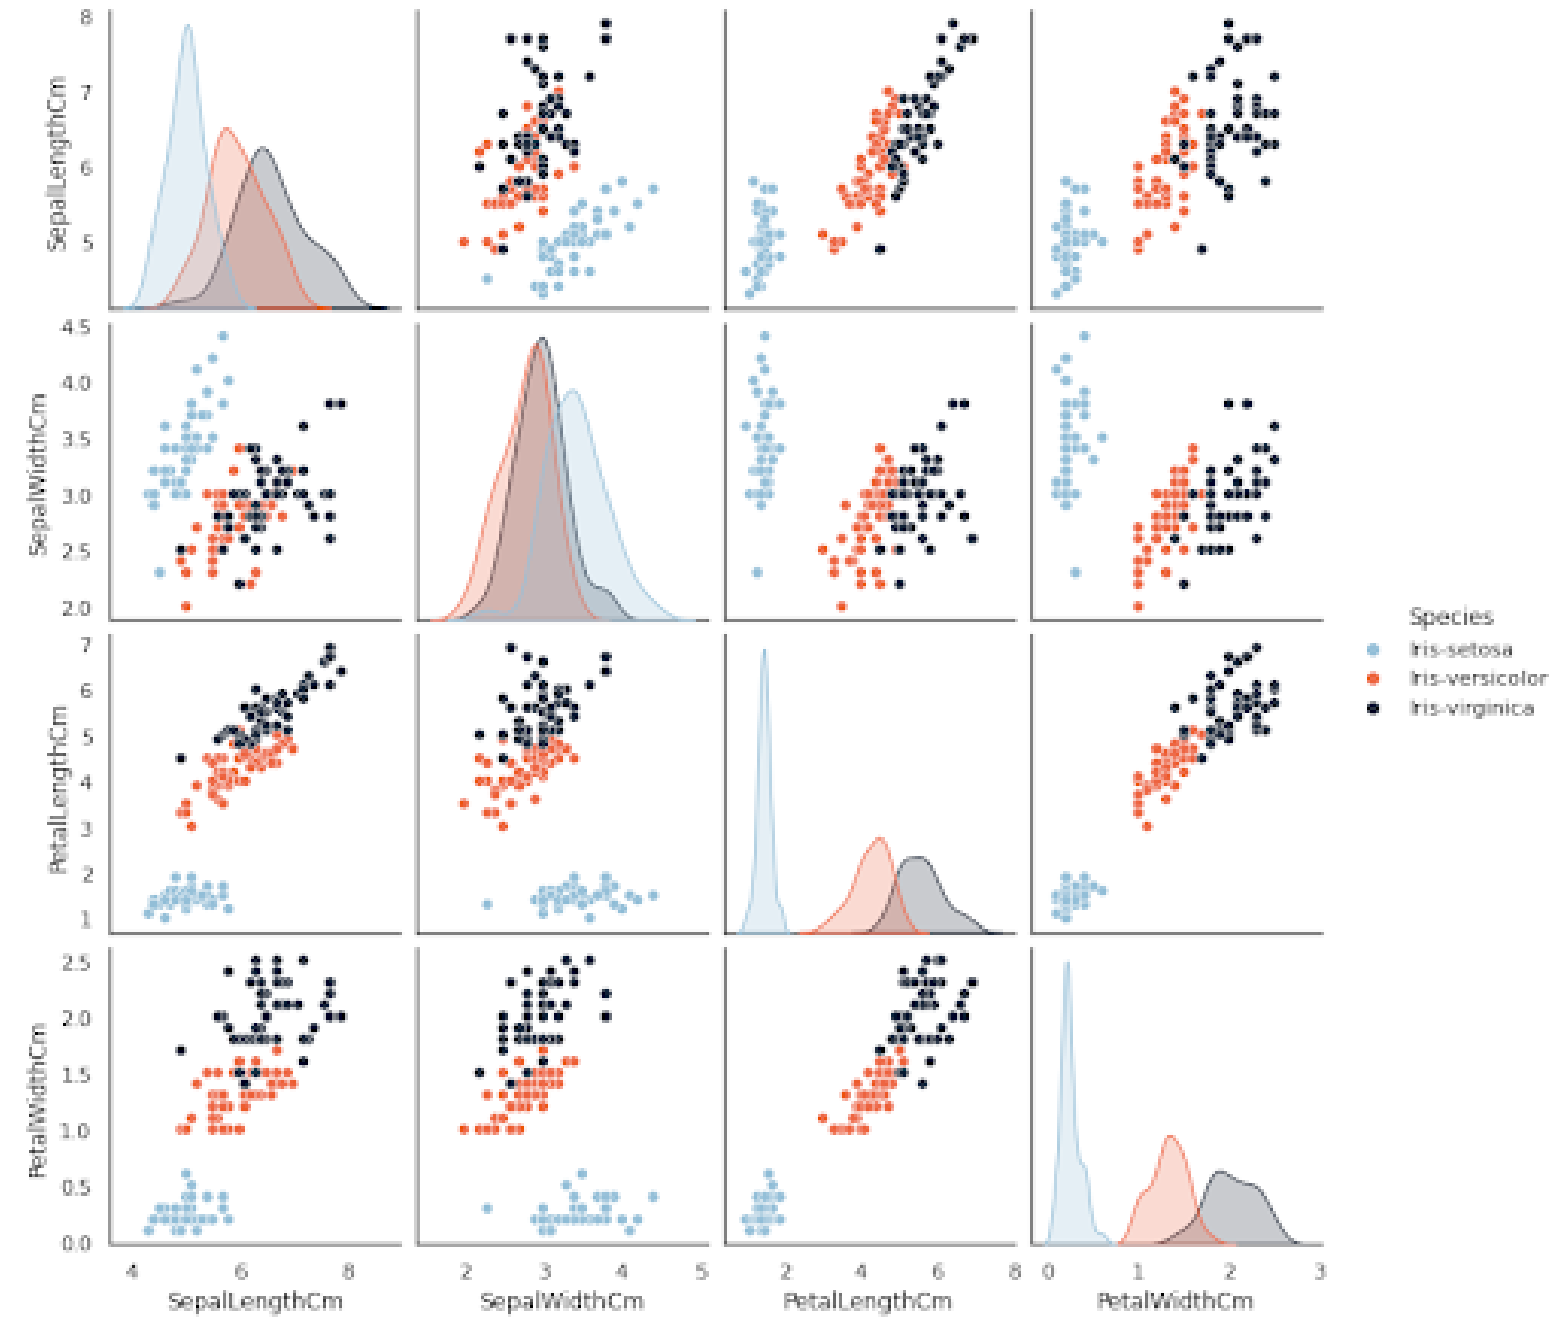 8
7
6
5
SepalLengthCm
4.5
4.0
3.5
3.0
2.5
2.0
SepalWidthCm
7
6
5
4
3
2
1
PetalLengthCm
2.5
2.0
1.5
1.0
0.5
0.0
PetalWidthCm
4 6 8
2 3 4 5
2 4 6 8
0 1 2 3
SepalLengthCm
SepalWidthCm
PetalLengthCm
PetalWidthCm
Species
Iris-setosa
Iris-versicolor
Iris-virginica